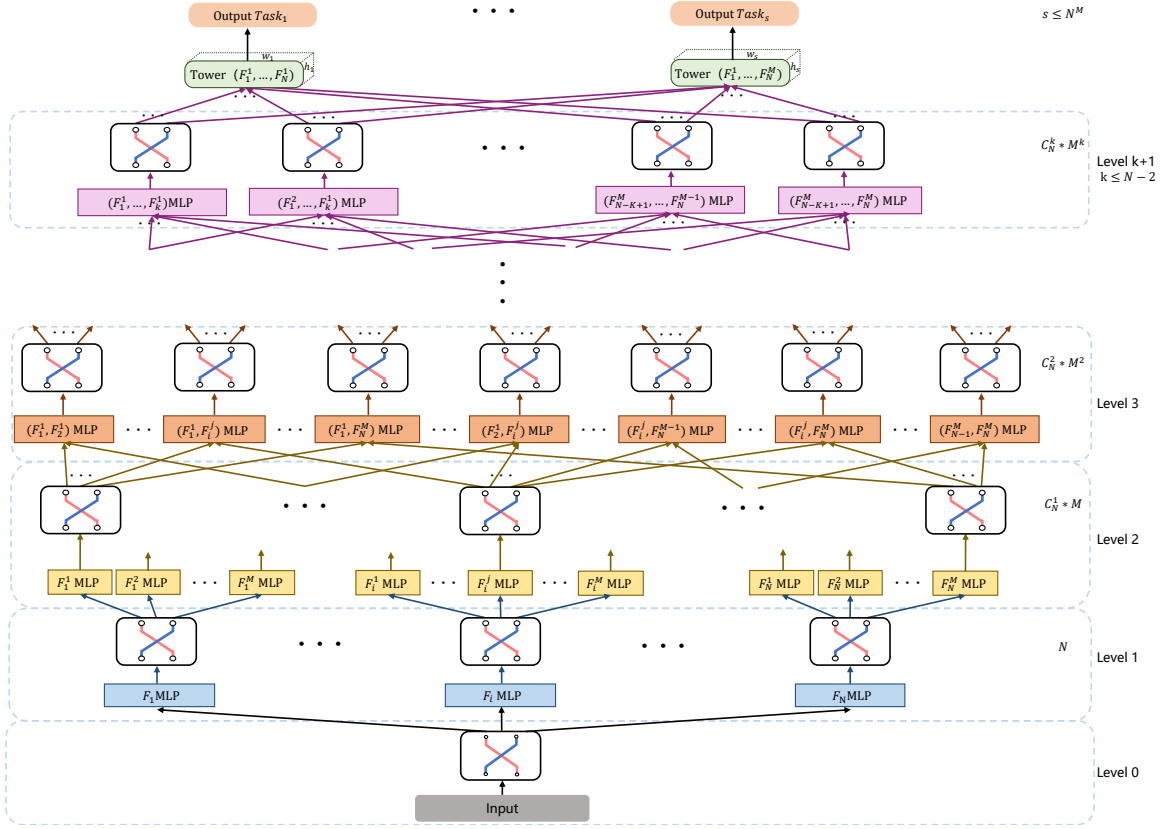 Output Task₁ . . . Output Taskₛ s ≤ Nᴹ
w₁ wₛ
h₁ hₛ
Tower (F₁¹, …, F_N¹) Tower (F₁¹, …, F_N^M)
C_N^k ∗ M^k
Level k+1
k ≤ N − 2
(F₁¹, …, F_k¹) MLP (F₁², …, F_k¹) MLP (F_{N−K+1}^M, …, F_N^{M−1}) MLP (F_{N−K+1}^M, …, F_N^M) MLP
C_N² ∗ M²
Level 3
(F₁¹, F₂¹) MLP . . . (F₁¹, F_i^j) MLP . . . (F₁¹, F_N^M) MLP . . . (F₂¹, F_i^j) MLP . . . (F_i^j, F_N^{M−1}) MLP . . . (F_i^j, F_N^M) MLP . . . (F_{N−1}^M, F_N^M) MLP
C_N¹ ∗ M
Level 2
F₁¹ MLP F₁² MLP . . . F₁^M MLP F_i¹ MLP . . . F_i^j MLP . . . F_i^M MLP F_N¹ MLP F_N² MLP . . . F_N^M MLP
N
Level 1
F₁ MLP F_i MLP F_N MLP
Level 0
Input